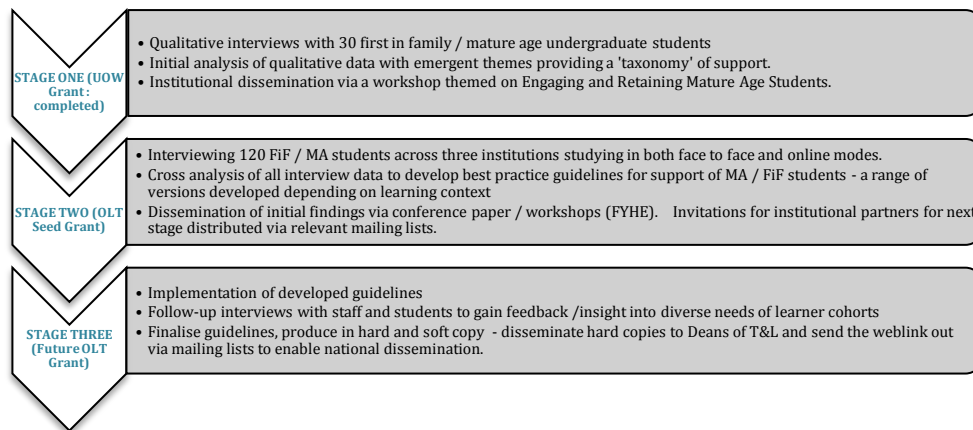 STAGE ONE (UOW
Grant :
completed)
• Qualitative interviews with 30 first in family / mature age undergraduate students
• Initial analysis of qualitative data with emergent themes providing a 'taxonomy' of support.
• Institutional dissemination via a workshop themed on Engaging and Retaining Mature Age Students.
STAGE TWO (OLT
Seed Grant)
• Interviewing 120 FiF / MA students across three institutions studying in both face to face and online modes.
• Cross analysis of all interview data to develop best practice guidelines for support of MA / FiF students - a range of
versions developed depending on learning context
• Dissemination of initial findings via conference paper / workshops (FYHE). Invitations for institutional partners for next
stage distributed via relevant mailing lists.
STAGE THREE
(Future OLT
Grant)
• Implementation of developed guidelines
• Follow-up interviews with staff and students to gain feedback /insight into diverse needs of learner cohorts
• Finalise guidelines, produce in hard and soft copy - disseminate hard copies to Deans of T&L and send the weblink out
via mailing lists to enable national dissemination.